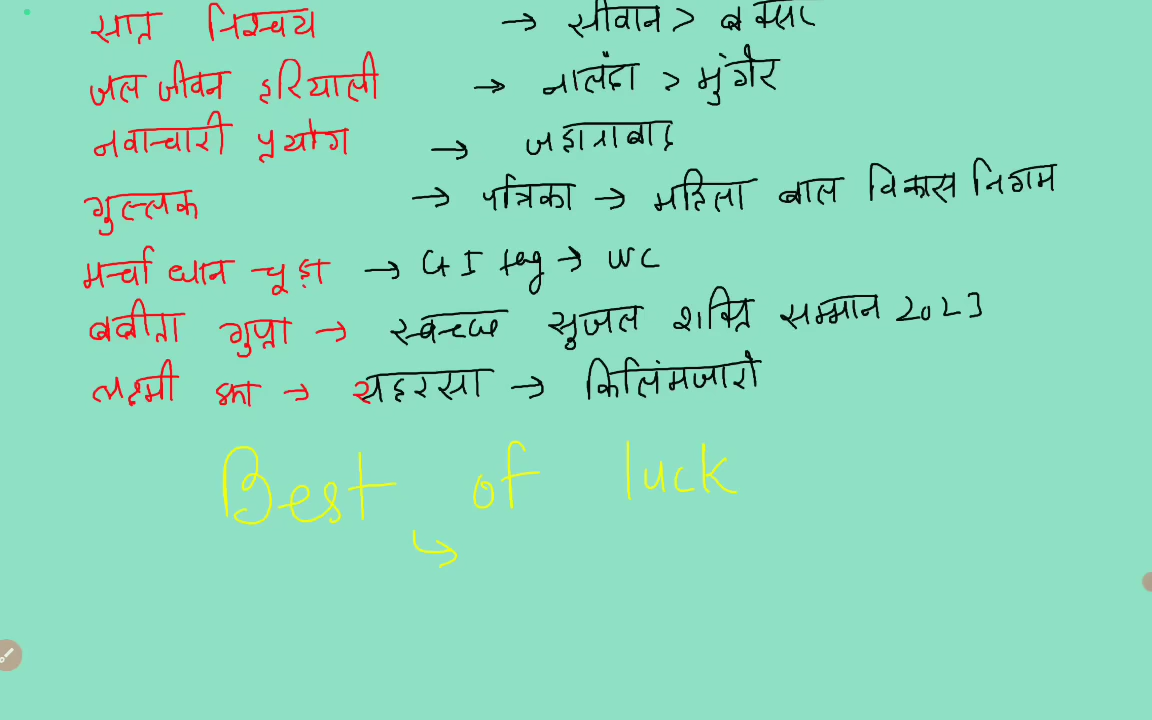 सात निश्चय → सीवान > बक्सर
जल जीवन हरियाली → नालंदा > मुंगेर
नवाचारी प्रयोग → जहानाबाद
गुल्लक → पत्रिका → महिला बाल विकास निगम
मर्चा धान चूड़ा → GI tag → WC
बबीता गुप्ता → स्वच्छ सुजल शक्ति सम्मान 2023
लक्ष्मी झा → सहरसा → किलिंमजारो
Best of luck